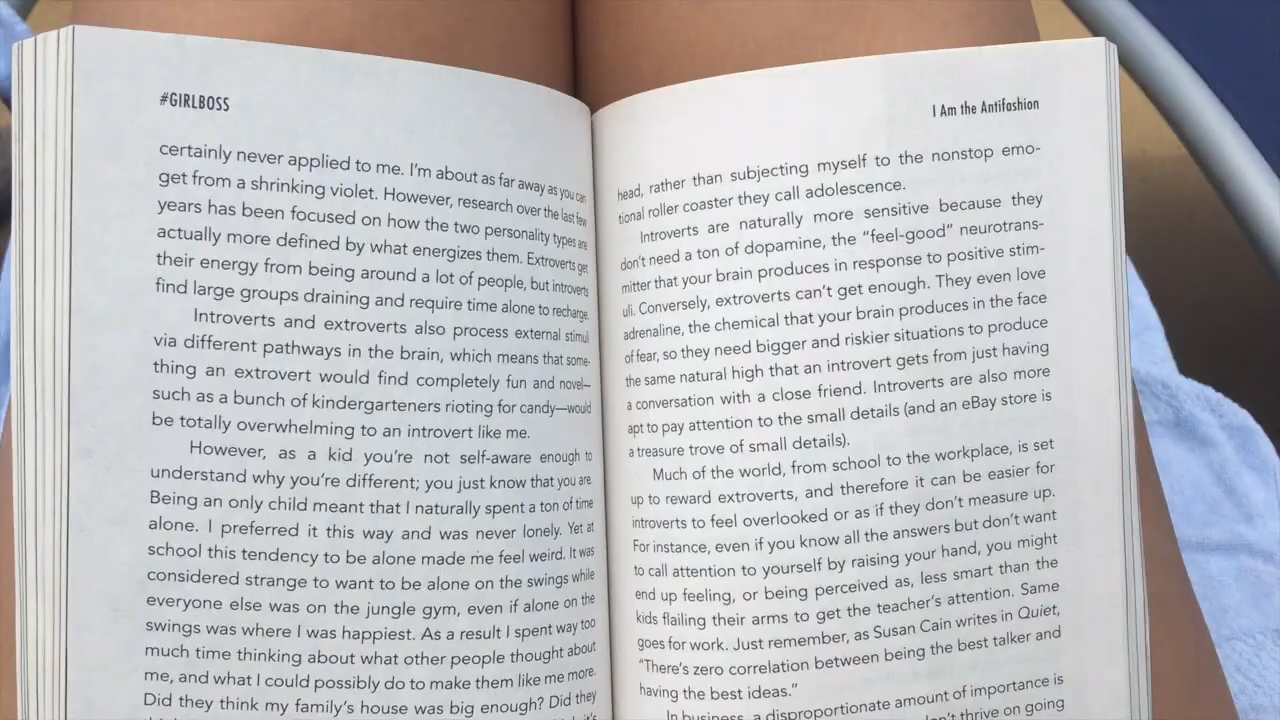 #GIRLBOSS
certainly never applied to me. I'm about as far away as you can
get from a shrinking violet. However, research over the last few
years has been focused on how the two personality types are
actually more defined by what energizes them. Extroverts get
their energy from being around a lot of people, but introverts
find large groups draining and require time alone to recharge.
Introverts and extroverts also process external stimuli
via different pathways in the brain, which means that some-
thing an extrovert would find completely fun and novel—
such as a bunch of kindergarteners rioting for candy—would
be totally overwhelming to an introvert like me.
However, as a kid you're not self-aware enough to
understand why you're different; you just know that you are.
Being an only child meant that I naturally spent a ton of time
alone. I preferred it this way and was never lonely. Yet at
school this tendency to be alone made me feel weird. It was
considered strange to want to be alone on the swings while
everyone else was on the jungle gym, even if alone on the
swings was where I was happiest. As a result I spent way too
much time thinking about what other people thought about
me, and what I could possibly do to make them like me more.
Did they think my family's house was big enough? Did they
I Am the Antifashion
head, rather than subjecting myself to the nonstop emo-
tional roller coaster they call adolescence.
Introverts are naturally more sensitive because they
don't need a ton of dopamine, the "feel-good" neurotrans-
mitter that your brain produces in response to positive stim-
uli. Conversely, extroverts can't get enough. They even love
adrenaline, the chemical that your brain produces in the face
of fear, so they need bigger and riskier situations to produce
the same natural high that an introvert gets from just having
a conversation with a close friend. Introverts are also more
apt to pay attention to the small details (and an eBay store is
a treasure trove of small details).
Much of the world, from school to the workplace, is set
up to reward extroverts, and therefore it can be easier for
introverts to feel overlooked or as if they don't measure up.
For instance, even if you know all the answers but don't want
to call attention to yourself by raising your hand, you might
end up feeling, or being perceived as, less smart than the
kids flailing their arms to get the teacher's attention. Same
goes for work. Just remember, as Susan Cain writes in Quiet,
"There's zero correlation between being the best talker and
having the best ideas."
In business, a disproportionate amount of importance is
don't thrive on going